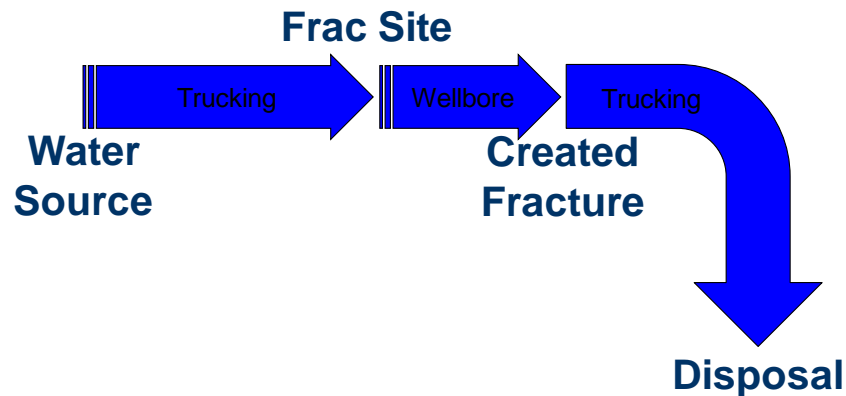 Frac Site
Trucking
Wellbore
Trucking
Water
Source
Created
Fracture
Disposal